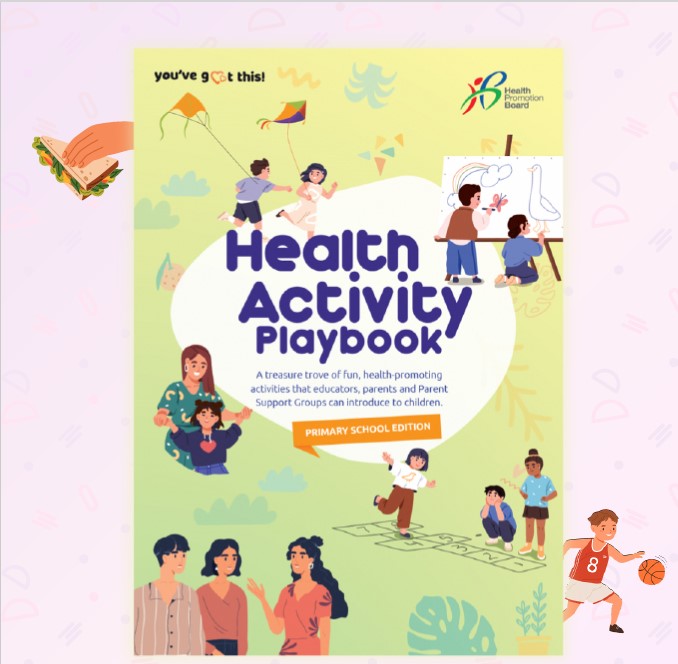 you've g t this!
Health
Promotion
Board
Health
Activity
Playbook
A treasure trove of fun, health-promoting
activities that educators, parents and Parent
Support Groups can introduce to children.
PRIMARY SCHOOL EDITION
8